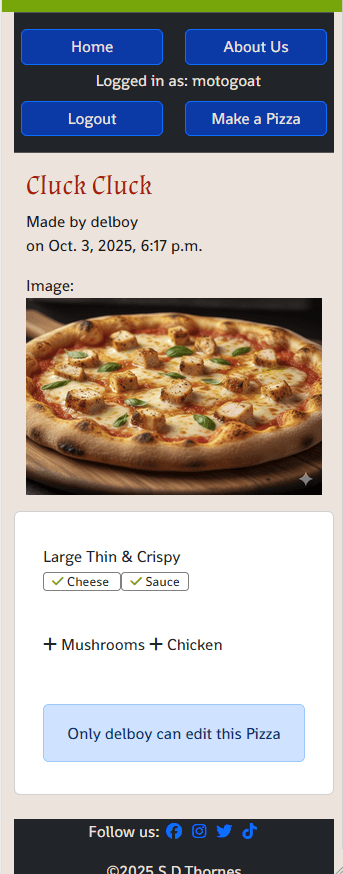 Home
About Us
Logged in as: motogoat
Logout
Make a Pizza
Cluck Cluck
Made by delboy
on Oct. 3, 2025, 6:17 p.m.
Image:
Large Thin & Crispy
Cheese
Sauce
Mushrooms
Chicken
Only delboy can edit this Pizza
Follow us:
©2025 S.D.Thornes